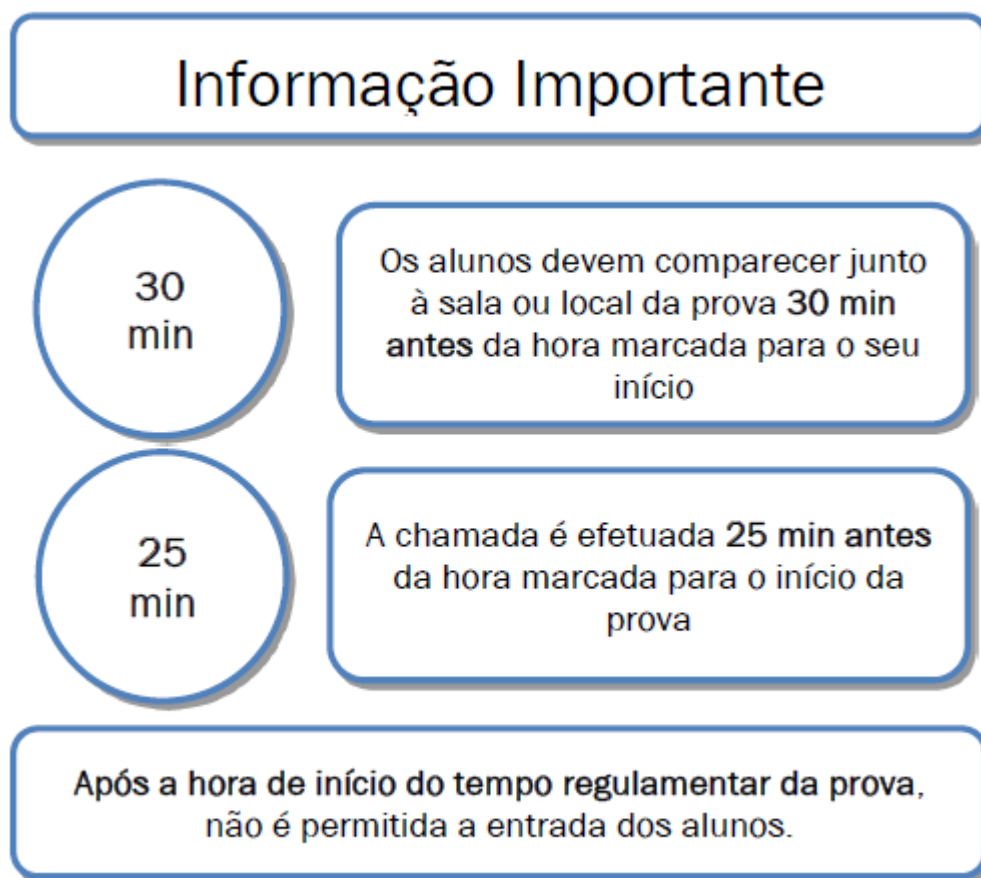 Informação Importante
30
min
Os alunos devem comparecer junto
à sala ou local da prova 30 min
antes da hora marcada para o seu
início
25
min
A chamada é efetuada 25 min antes
da hora marcada para o início da
prova
Após a hora de início do tempo regulamentar da prova,
não é permitida a entrada dos alunos.